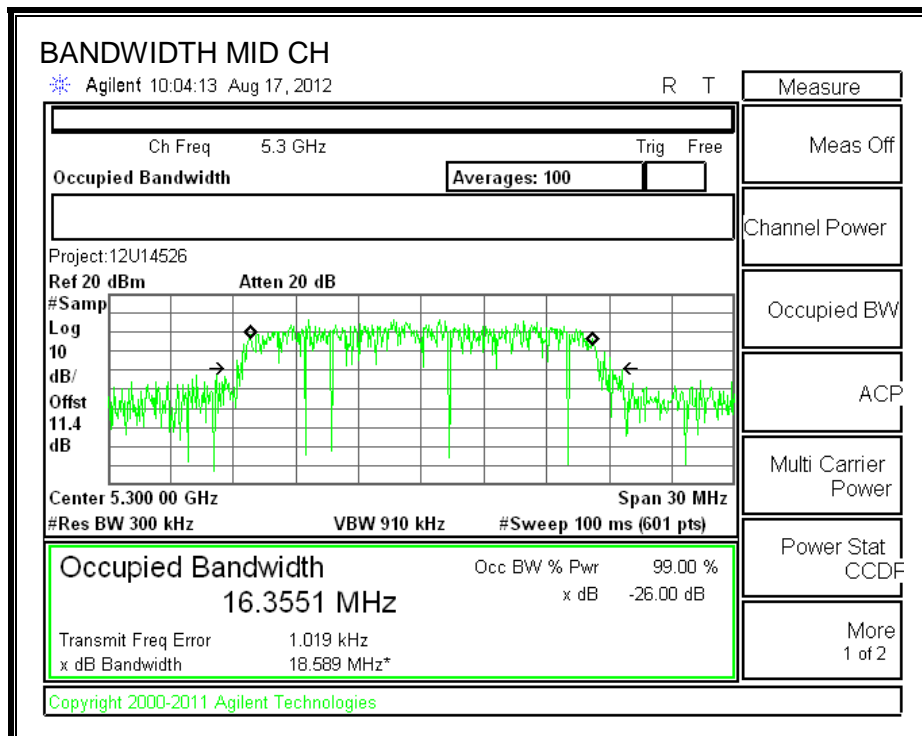 BANDWIDTH MID CH
Agilent 10:04:13 Aug 17, 2012 R T
Measure
Ch Freq 5.3 GHz Trig Free
Meas Off
Occupied Bandwidth Averages: 100
Channel Power
Project:12U14526
Ref 20 dBm Atten 20 dB
#Samp
Log
10
dB/
Offst
11.4
dB
Occupied BW
ACP
Multi Carrier
Power
Center 5.300 00 GHz Span 30 MHz
#Res BW 300 kHz VBW 910 kHz #Sweep 100 ms (601 pts)
Power Stat
CCDF
Occupied Bandwidth Occ BW % Pwr 99.00 %
16.3551 MHz x dB -26.00 dB
Transmit Freq Error 1.019 kHz
x dB Bandwidth 18.589 MHz*
More
1 of 2
Copyright 2000-2011 Agilent Technologies